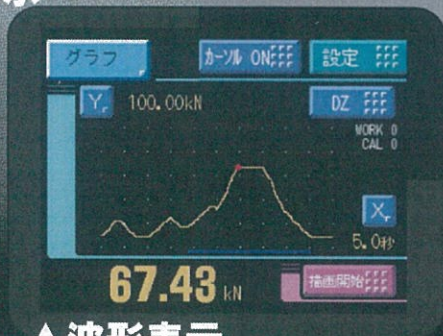 グラフ
カーソル ON
設定
Y
100.00kN
DZ
WORK 0
CAL 0
X
5.0秒
67.43 kN
描画開始
▲波形表示